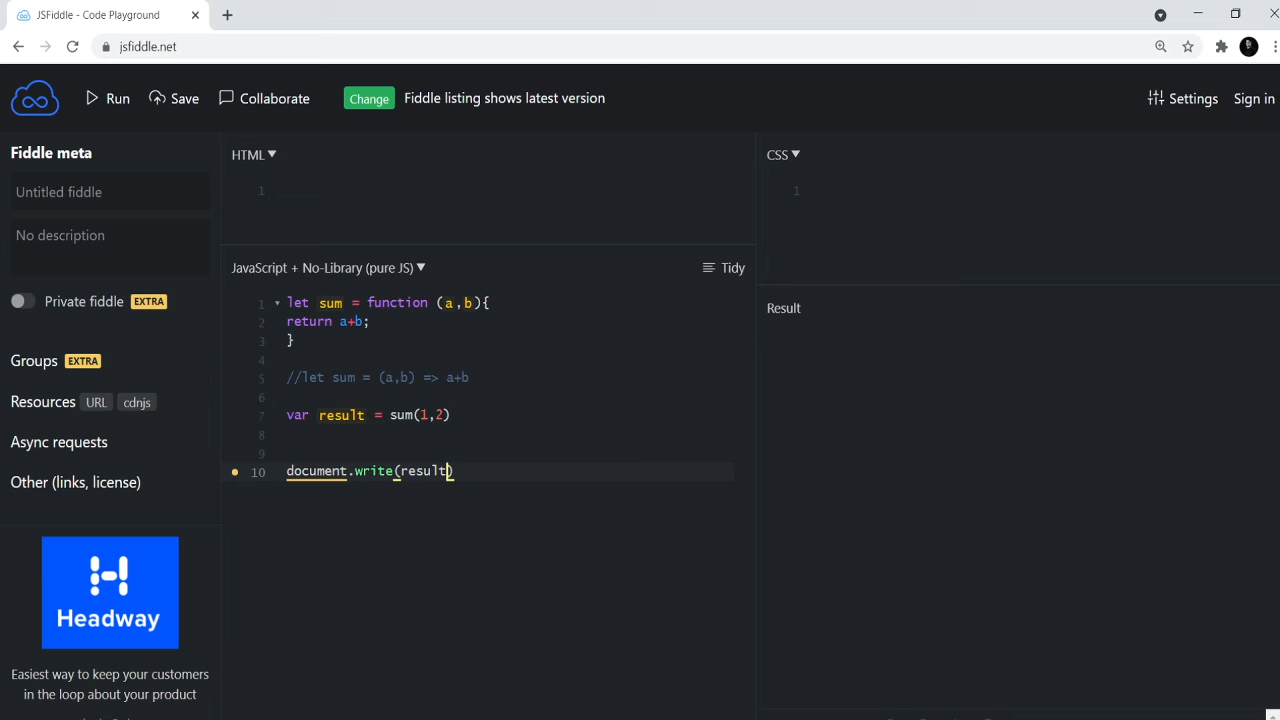 JSFiddle - Code Playground
jsfiddle.net
Run
Save
Collaborate
Change
Fiddle listing shows latest version
Settings
Sign in
Fiddle meta
Untitled fiddle
No description
Private fiddle EXTRA
Groups EXTRA
Resources URL cdnjs
Async requests
Other (links, license)
Headway
Easiest way to keep your customers
in the loop about your product
HTML
1
CSS
1
JavaScript + No-Library (pure JS)
Tidy
1 let sum = function (a,b){
2 return a+b;
3 }
4
5 //let sum = (a,b) => a+b
6
7 var result = sum(1,2)
8
9
10 document.write(result)
Result